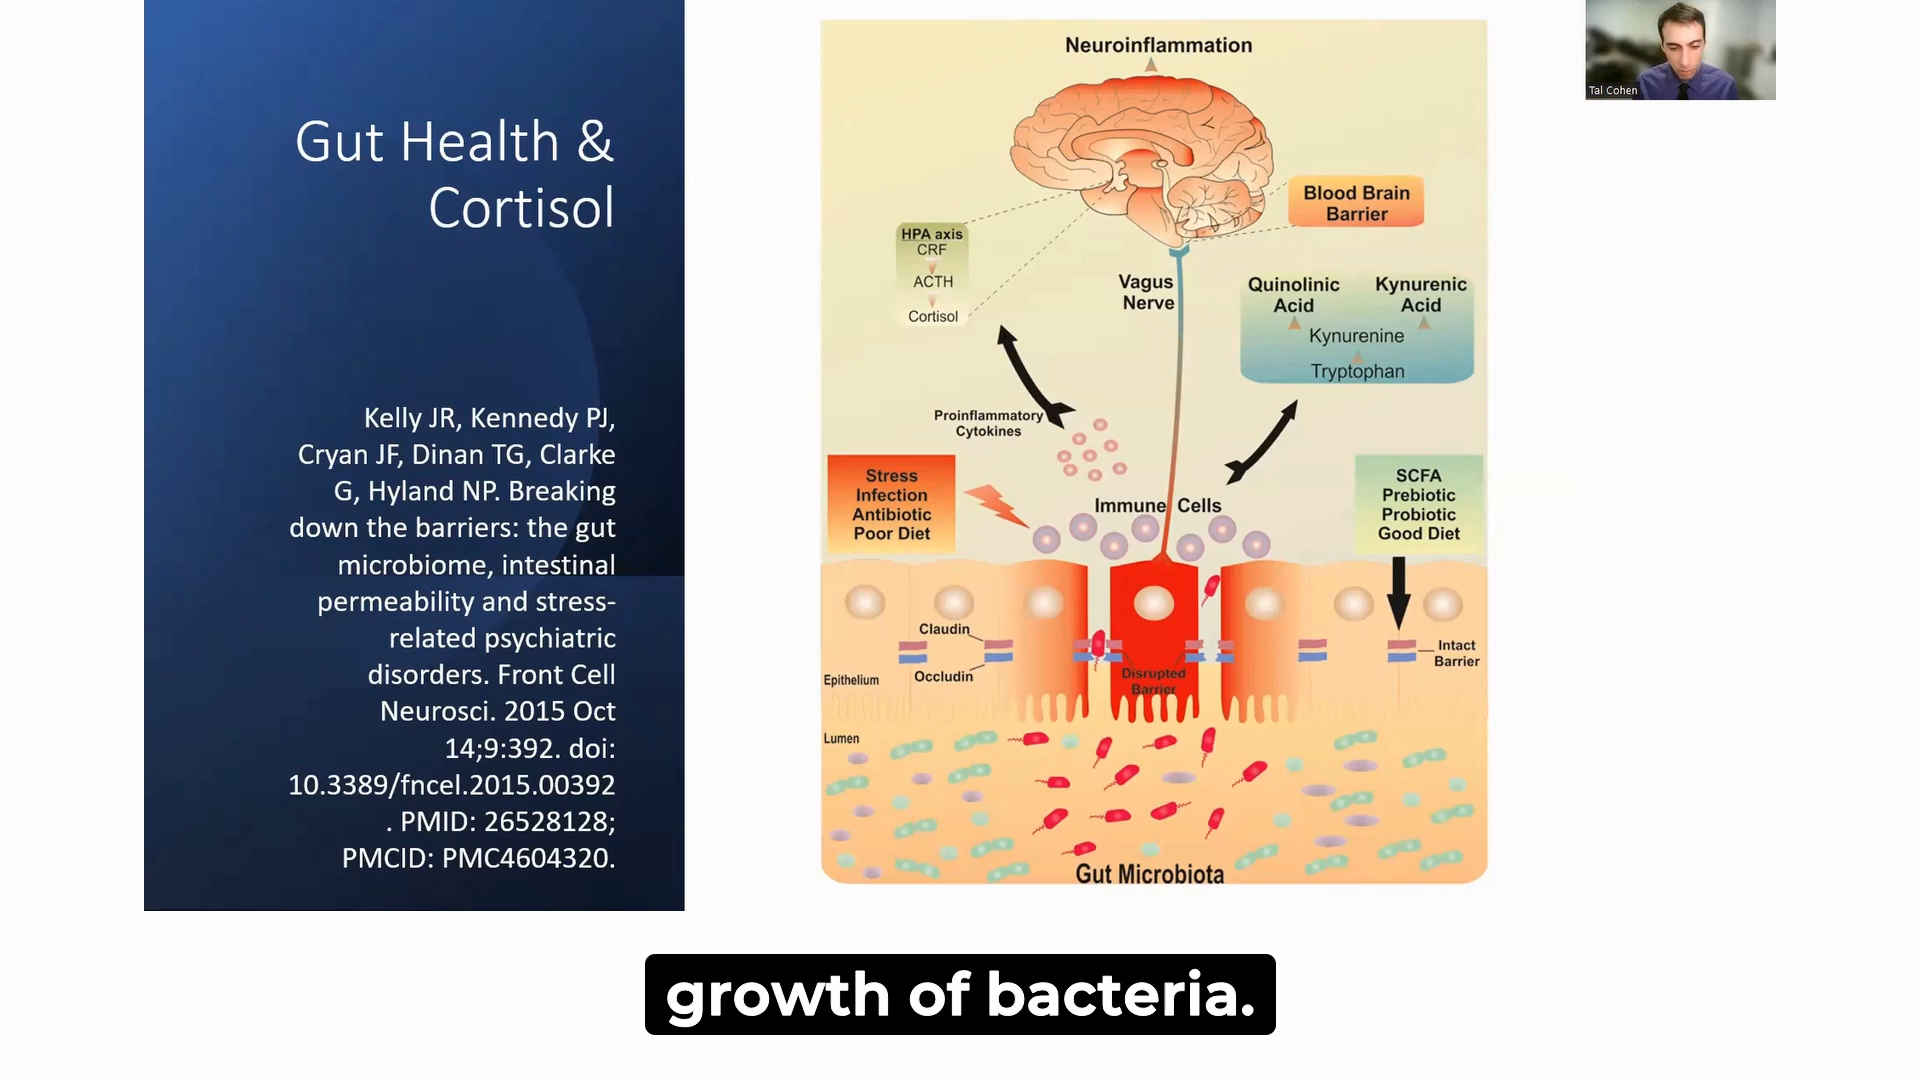 Gut Health &
Cortisol
Kelly JR, Kennedy PJ,
Cryan JF, Dinan TG, Clarke
G, Hyland NP. Breaking
down the barriers: the gut
microbiome, intestinal
permeability and stress-
related psychiatric
disorders. Front Cell
Neurosci. 2015 Oct
14;9:392. doi:
10.3389/fncel.2015.00392
. PMID: 26528128;
PMCID: PMC4604320.
Neuroinflammation
Blood Brain
Barrier
HPA axis
CRF
ACTH
Cortisol
Vagus
Nerve
Quinolinic
Acid
Kynurenic
Acid
Kynurenine
Tryptophan
Proinflammatory
Cytokines
Stress
Infection
Antibiotic
Poor Diet
Immune Cells
SCFA
Prebiotic
Probiotic
Good Diet
Claudin
Occludin
Epithelium
Disrupted
Barrier
Intact
Barrier
Lumen
Gut Microbiota
Tal Cohen
growth of bacteria.